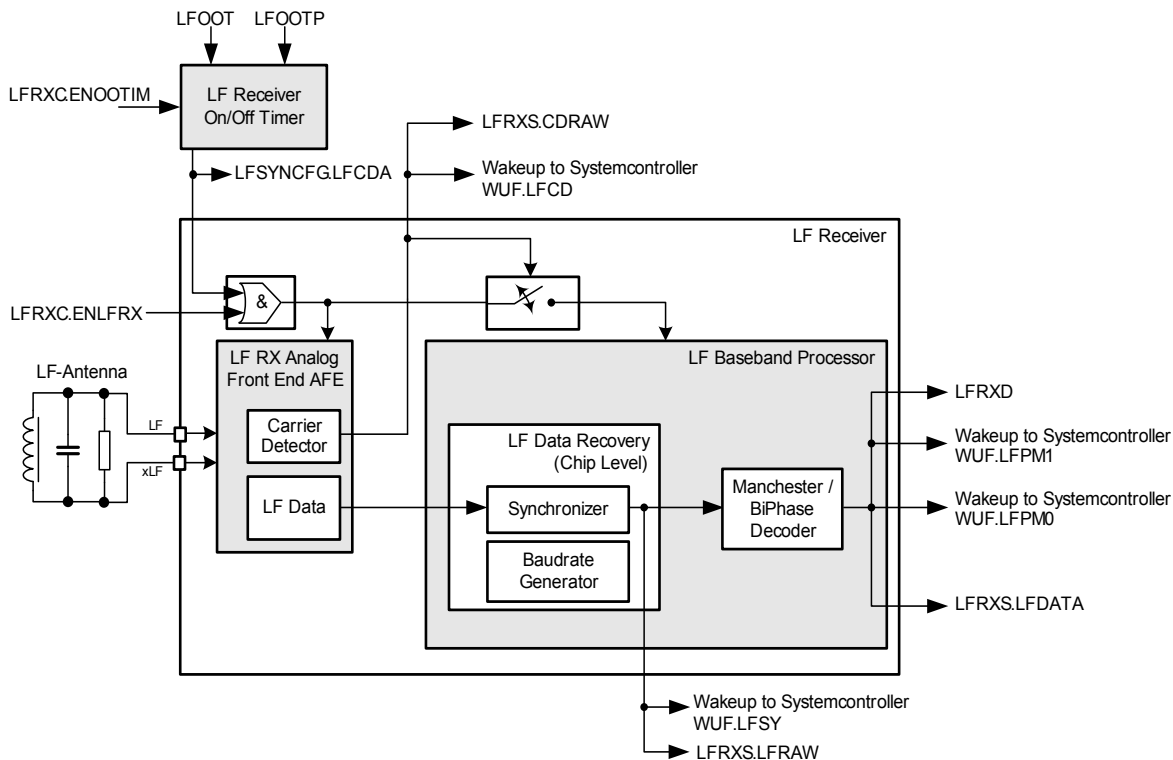 LFOOT
LFOOTP
LFRXC.ENOOTIM
LF Receiver
On/Off Timer
LFRXS.CDRAW
LFSYNCFG.LFCDA
Wakeup to Systemcontroller
WUF.LFCD
LF Receiver
&
LFRXC.ENLFRX
LF RX Analog
Front End AFE
LF Baseband Processor
LF-Antenna
LF
xLF
Carrier
Detector
LF Data
LF Data Recovery
(Chip Level)
Synchronizer
Baudrate
Generator
Manchester /
BiPhase
Decoder
LFRXD
Wakeup to Systemcontroller
WUF.LFPM1
Wakeup to Systemcontroller
WUF.LFPM0
LFRXS.LFDATA
Wakeup to Systemcontroller
WUF.LFSY
LFRXS.LFRAW